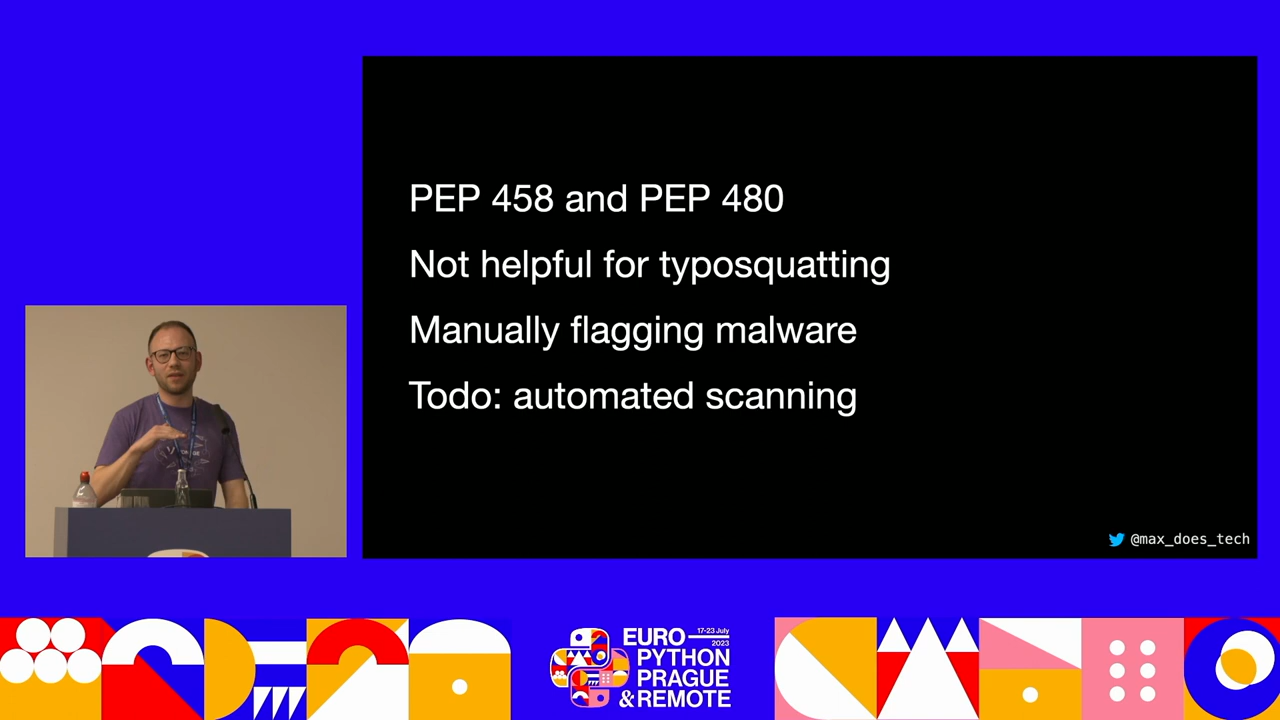 PEP 458 and PEP 480
Not helpful for typosquatting
Manually flagging malware
Todo: automated scanning
@max_does_tech
17-23 July
2023
EURO
PYTHON
PRAGUE
& REMOTE